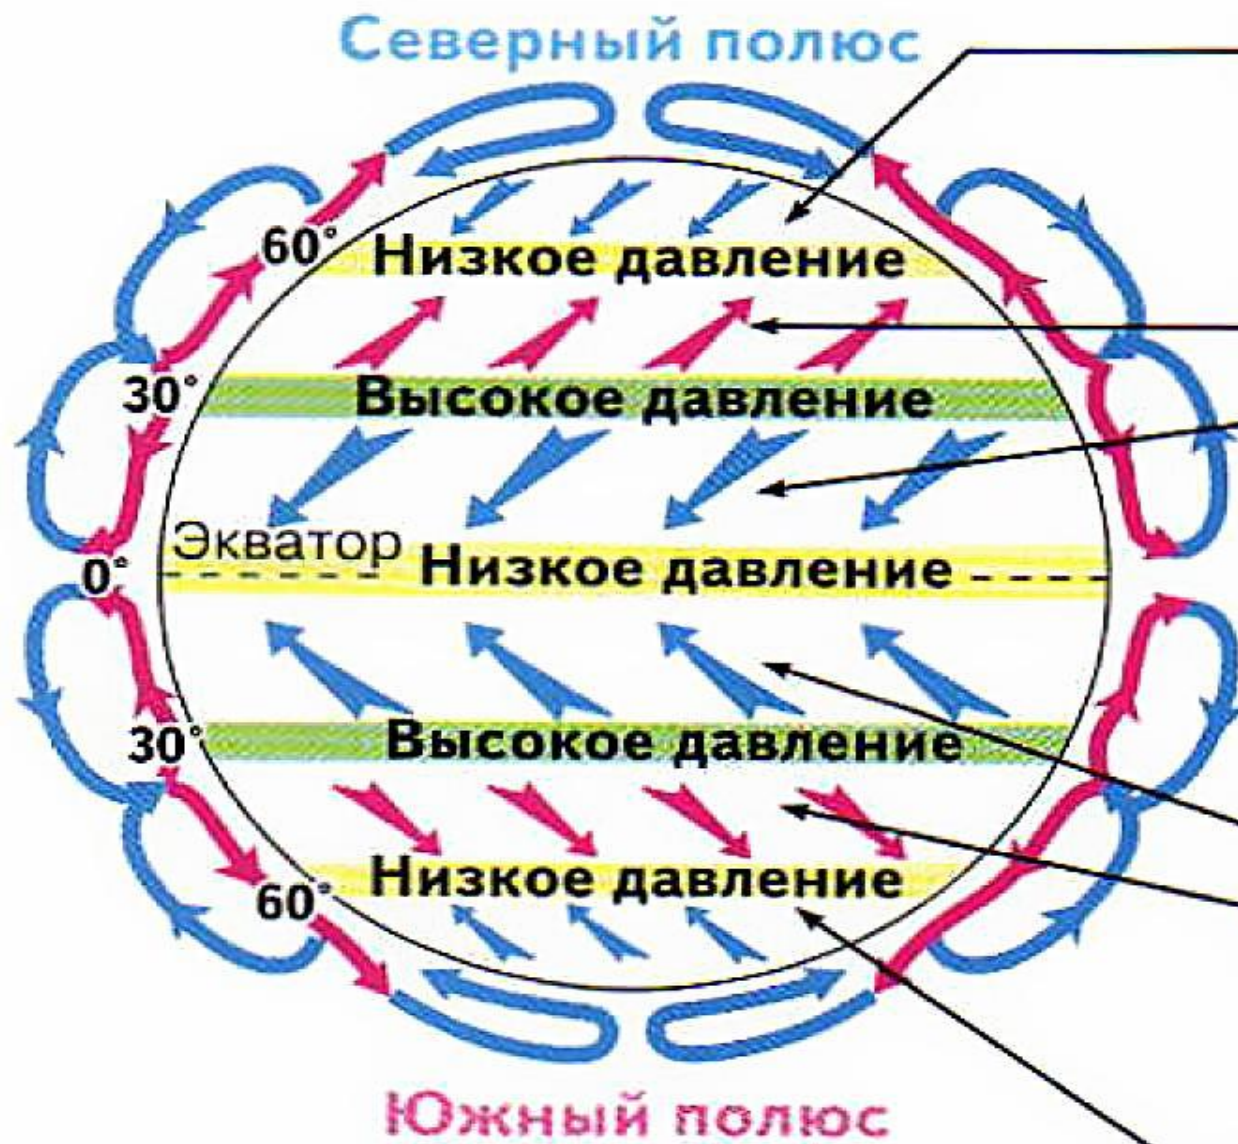 Северный полюс
60°
Низкое давление
30°
Высокое давление
Экватор
0°
Низкое давление
30°
Высокое давление
60°
Низкое давление
Южный полюс